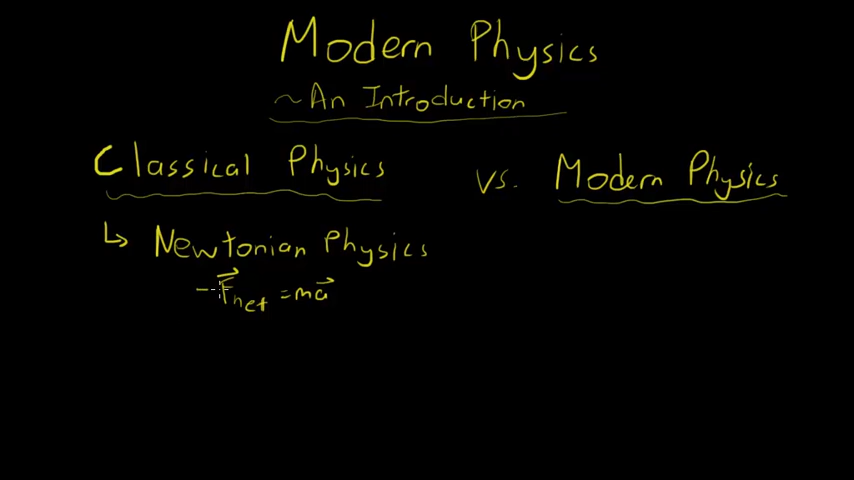 Modern Physics
~An Introduction
Classical Physics vs. Modern Physics
↳ Newtonian Physics
- F⃗net = ma⃗